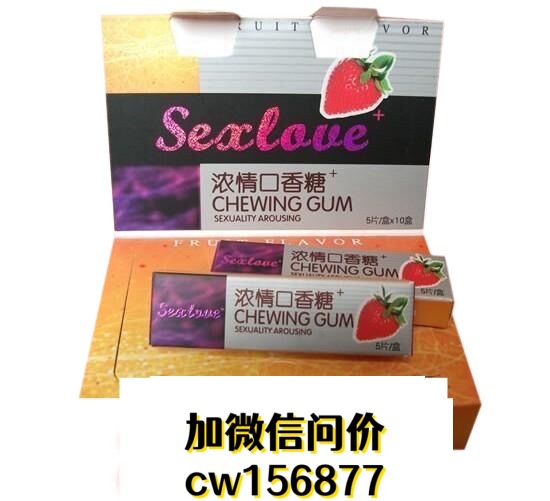 FRUIT FLAVOR
Sexlove+
浓情口香糖+
CHEWING GUM
SEXUALITY AROUSING
5片/盒x10盒
FRUIT FLAVOR
Sexlove+
浓情口香糖+
CHEWING GUM
SEXUALITY AROUSING
5片/盒
Sexlove+
浓情口香糖+
CHEWING GUM
SEXUALITY AROUSING
5片/盒
加微信问价
cw156877